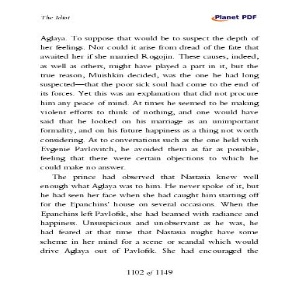 The Idiot
Planet PDF
Aglaya. To suppose that would be to suspect the depth of
her feelings. Nor could it arise from dread of the fate that
awaited her if she married Rogojin. These causes, indeed,
as well as others, might have played a part in it, but the
true reason, Muishkin decided, was the one he had long
suspected—that the poor sick soul had come to the end of
its forces. Yet this was an explanation that did not procure
him any peace of mind. At times he seemed to be making
violent efforts to think of nothing, and one would have
said that he looked on his marriage as an unimportant
formality, and on his future happiness as a thing not worth
considering. As to conversations such as the one held with
Evgenie Pavlovitch, he avoided them as far as possible,
feeling that there were certain objections to which he
could make no answer.
The prince had observed that Nastasia knew well
enough what Aglaya was to him. He never spoke of it, but
he had seen her face when she had caught him starting off
for the Epanchins' house on several occasions. When the
Epanchins left Pavlofsk, she had beamed with radiance and
happiness. Unsuspicious and unobservant as he was, he
had feared at that time that Nastasia might have some
scheme in her mind for a scene or scandal which would
drive Aglaya out of Pavlofsk. She had encouraged the
1102 of 1149